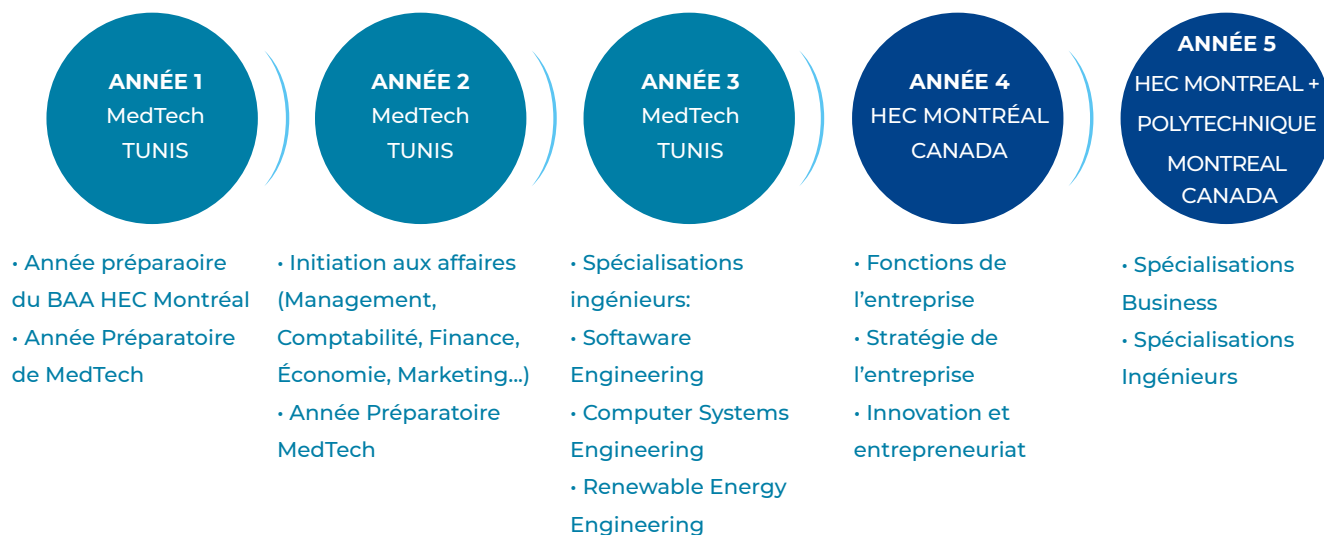 ANNÉE 1
MedTech
TUNIS
ANNÉE 2
MedTech
TUNIS
ANNÉE 3
MedTech
TUNIS
ANNÉE 4
HEC MONTRÉAL
CANADA
ANNÉE 5
HEC MONTREAL +
POLYTECHNIQUE
MONTREAL
CANADA
• Année préparaoire
du BAA HEC Montréal
• Année Préparatoire
de MedTech
• Initiation aux affaires
(Management,
Comptabilité, Finance,
Économie, Marketing...)
• Année Préparatoire
MedTech
• Spécialisations
ingénieurs:
• Softaware
Engineering
• Computer Systems
Engineering
• Renewable Energy
Engineering
• Fonctions de
l’entreprise
• Stratégie de
l’entreprise
• Innovation et
entrepreneuriat
• Spécialisations
Business
• Spécialisations
Ingénieurs